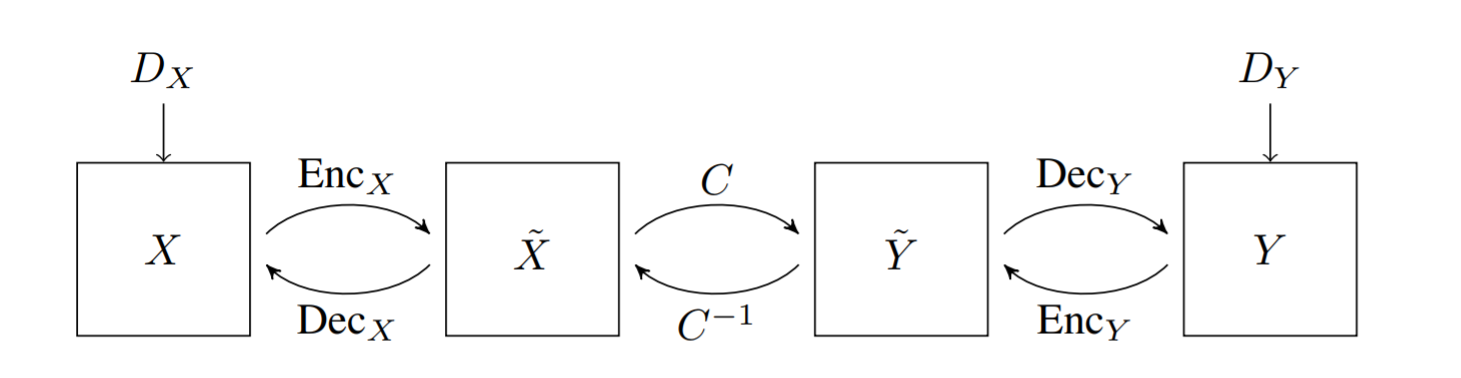 D_X D_Y
Enc_X C Dec_Y
X X̃ Ỹ Y
Dec_X C^{-1} Enc_Y